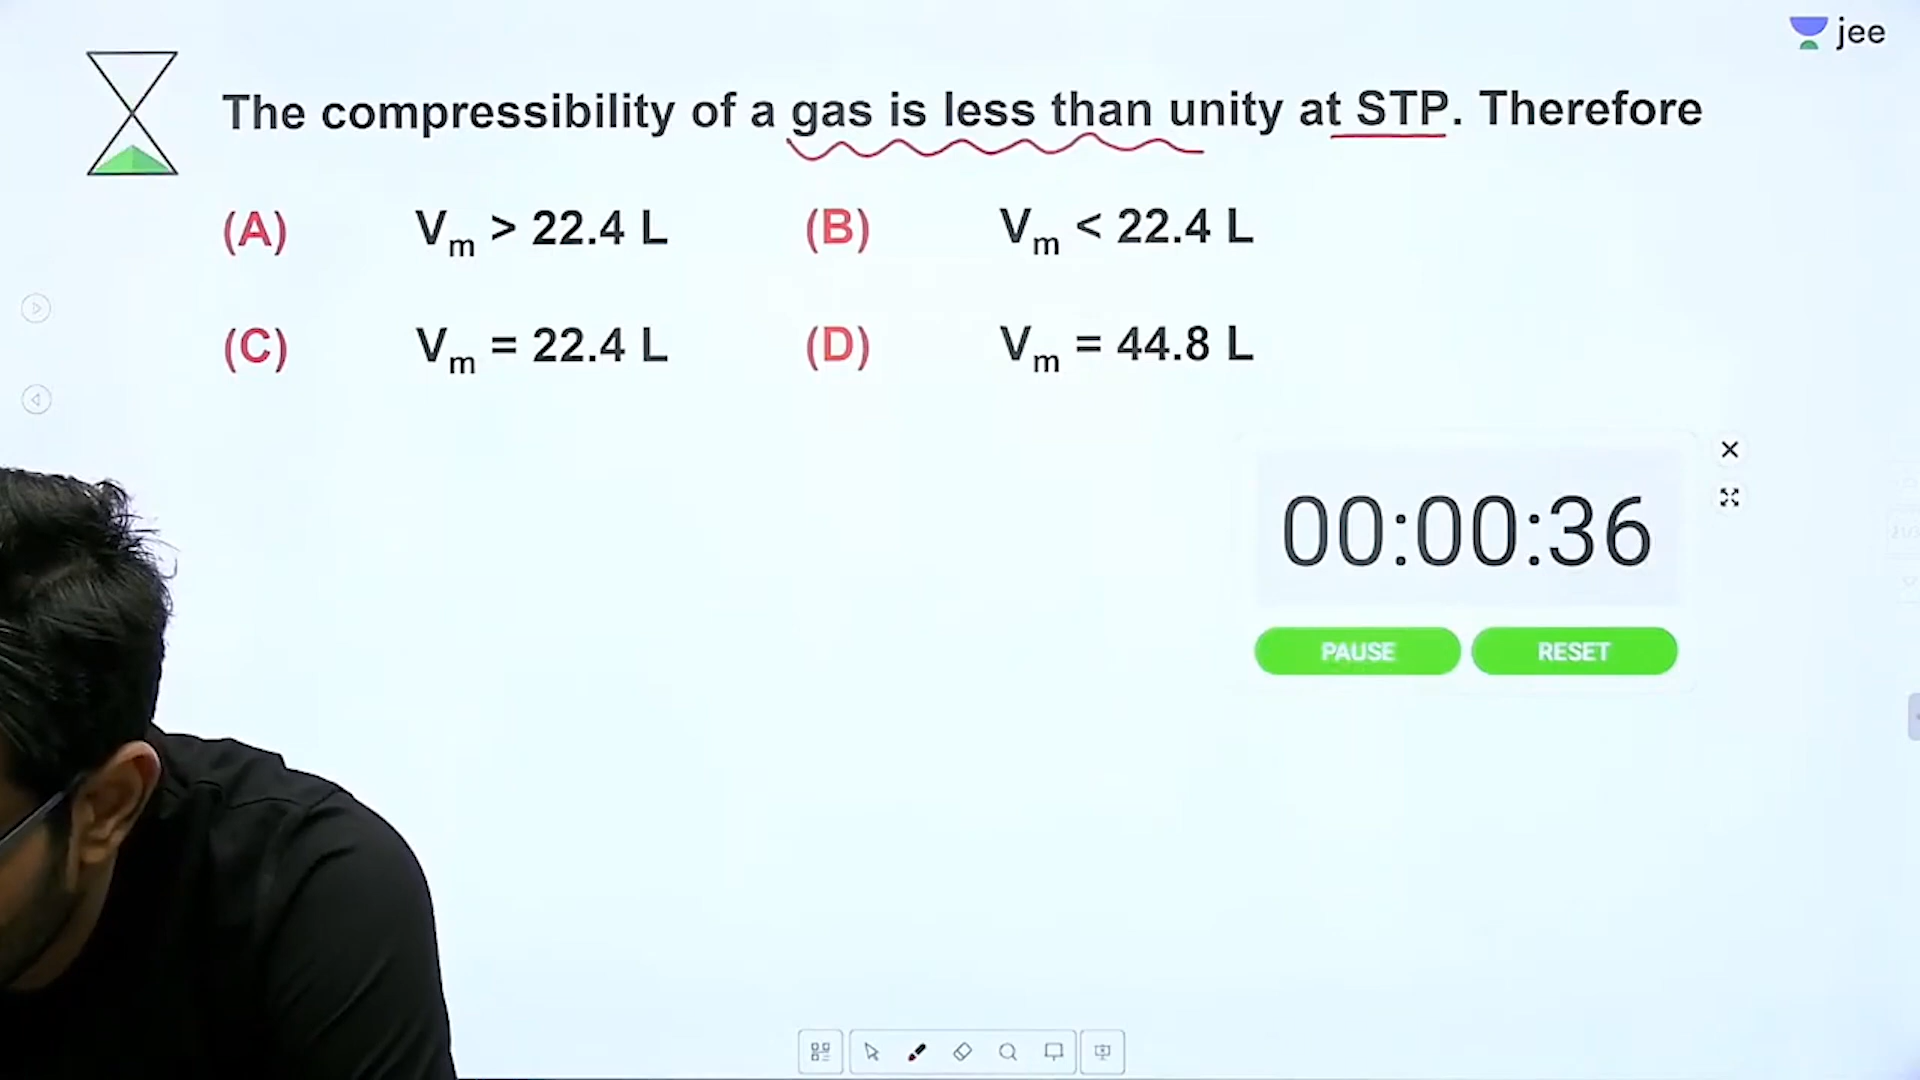 jee
The compressibility of a gas is less than unity at STP. Therefore
(A) Vm > 22.4 L (B) Vm < 22.4 L
(C) Vm = 22.4 L (D) Vm = 44.8 L
00:00:36
PAUSE RESET